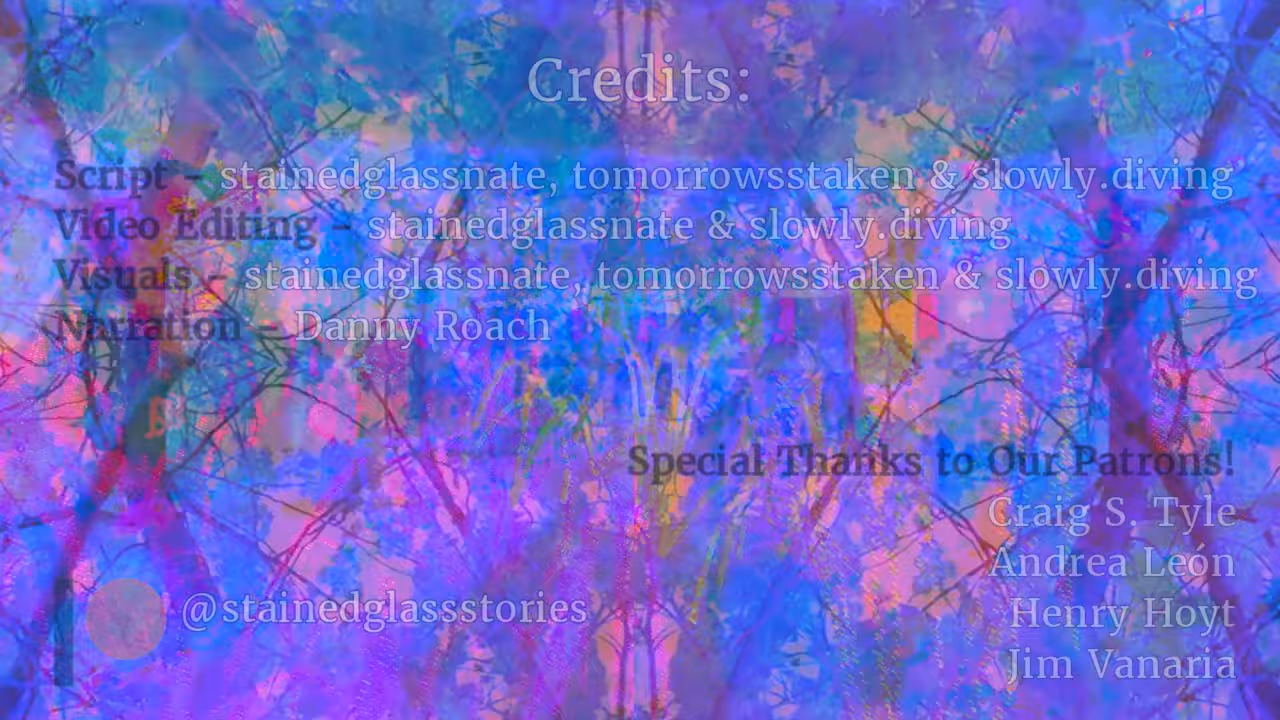 Credits:
Script - stainedglassnate, tomorrowsstaken & slowly.diving
Video Editing - stainedglassnate & slowly.diving
Visuals - stainedglassnate, tomorrowsstaken & slowly.diving
Narration - Danny Roach
Special Thanks to Our Patrons!
Craig S. Tyle
Andrea León
Henry Hoyt
Jim Vanaria
@stainedglassstories